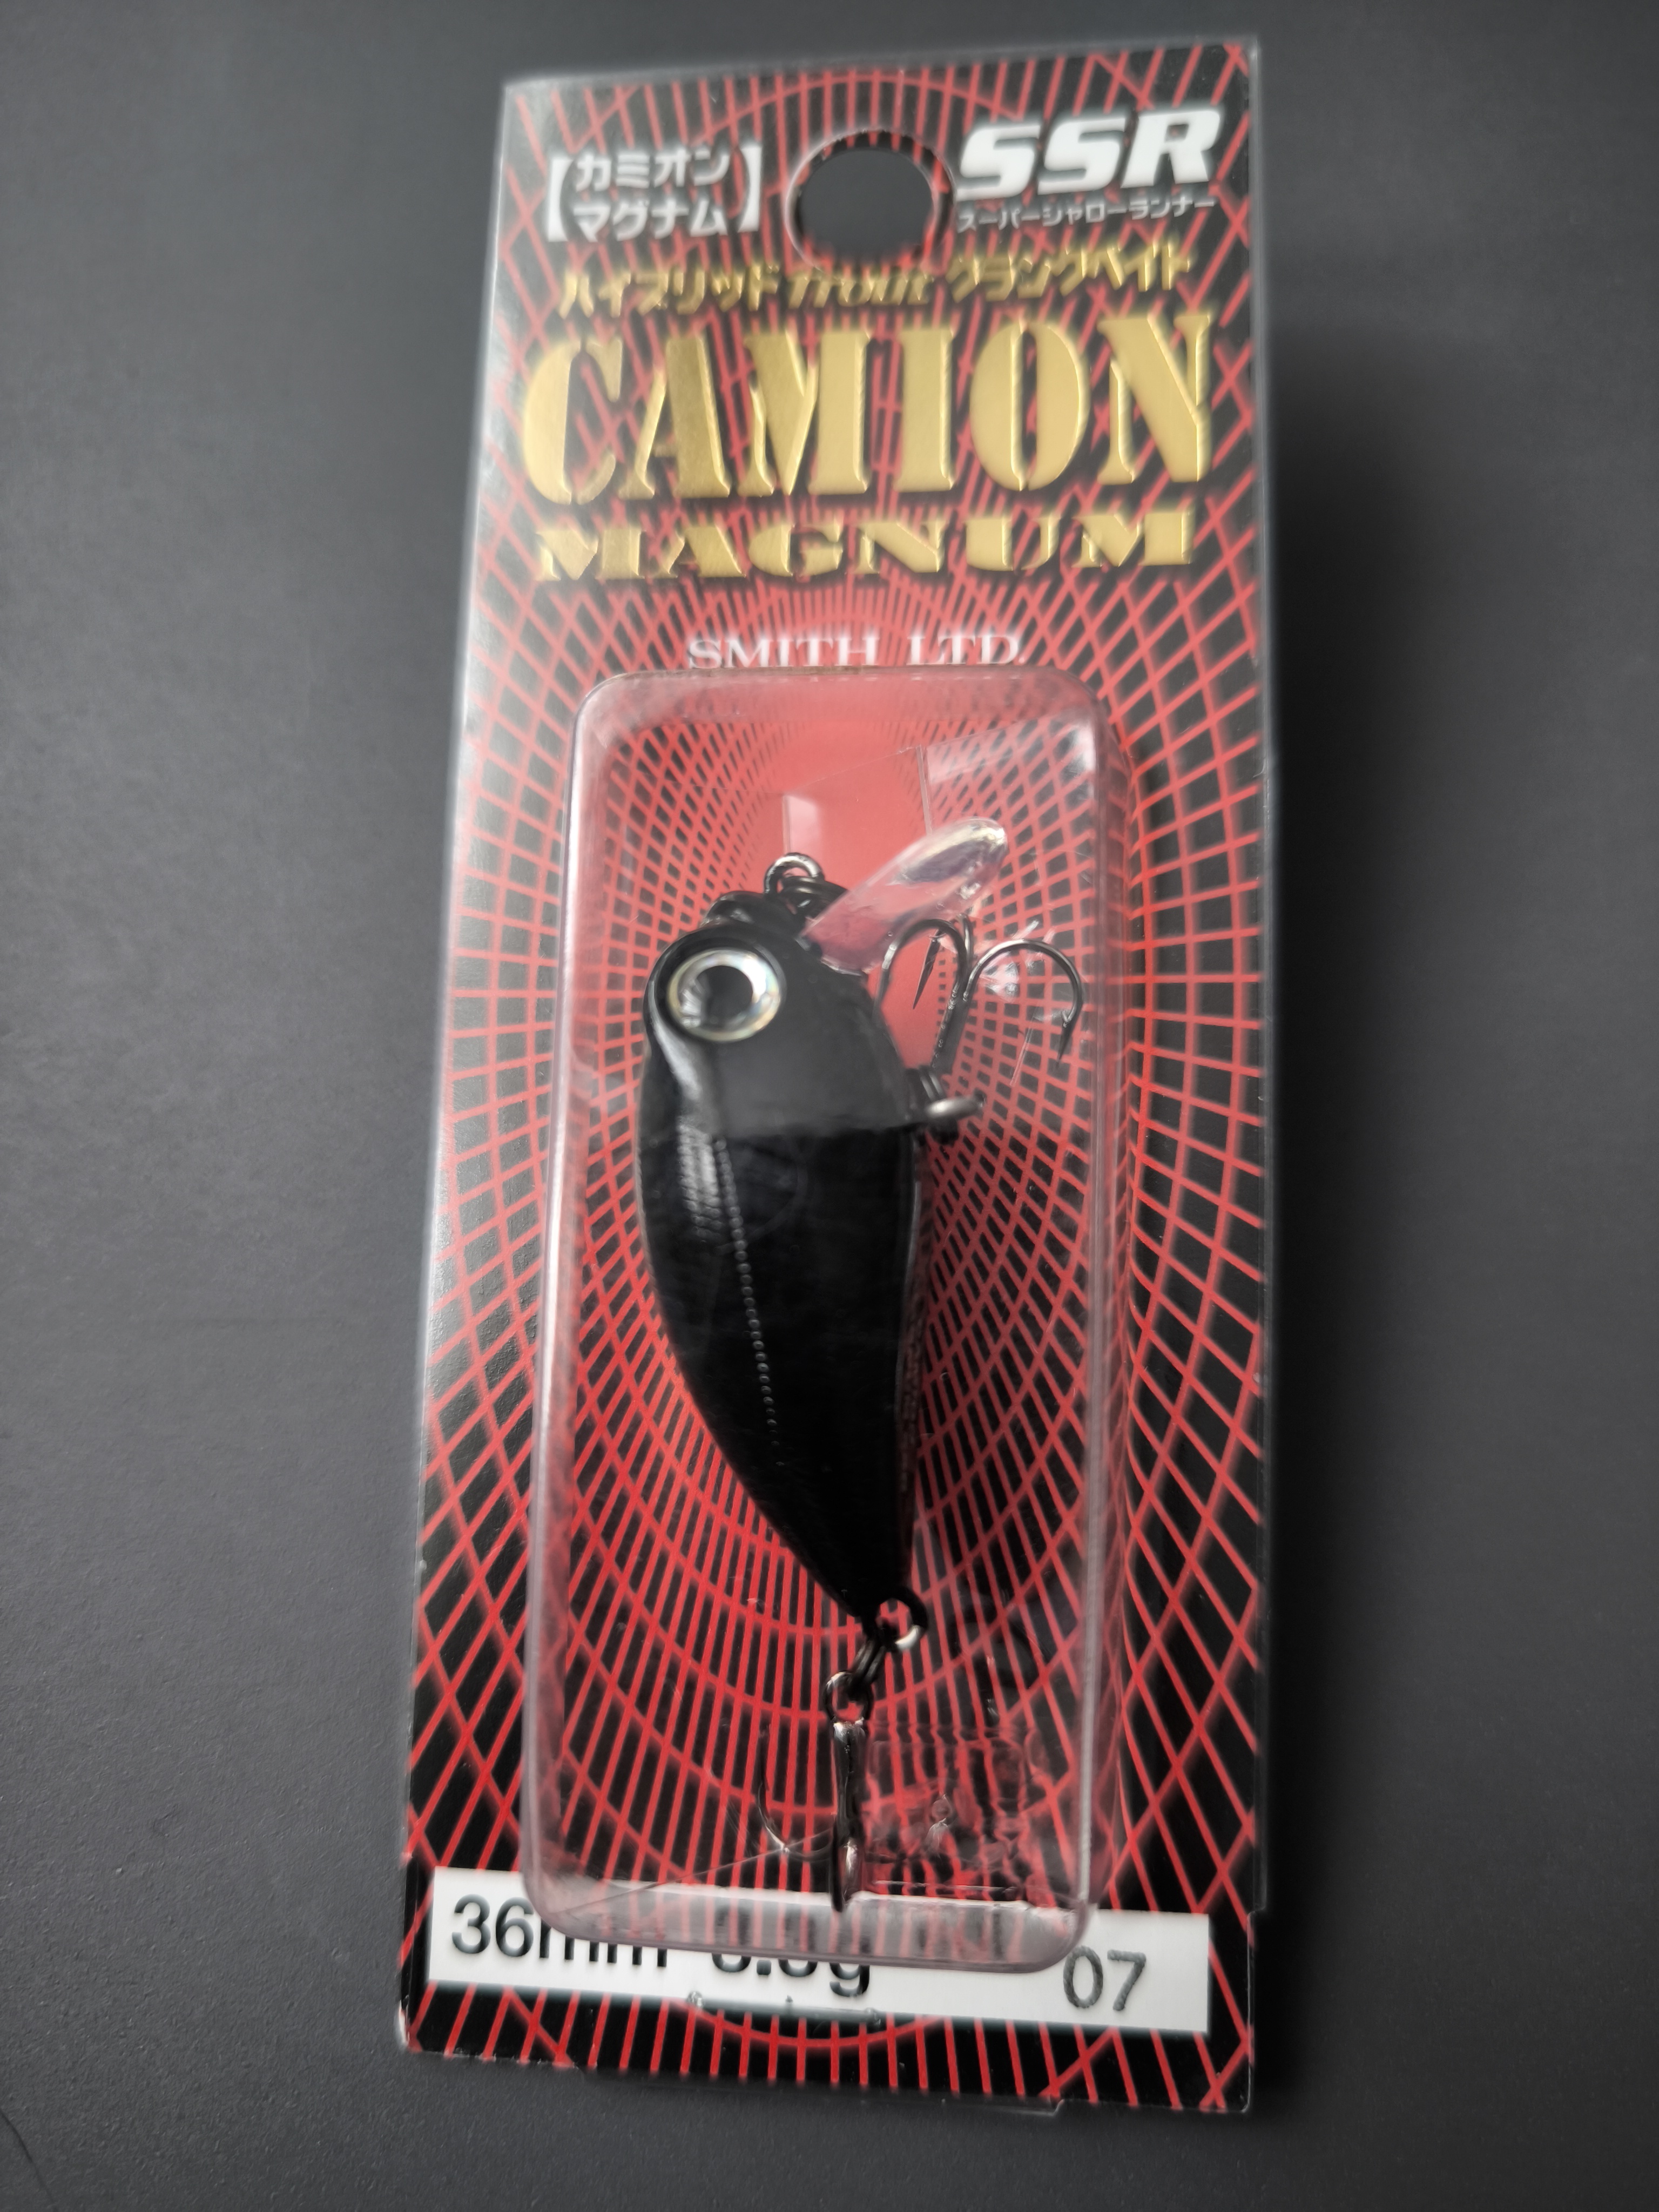 【カミオンマグナム】
SSR
スーパーシャローランナー
ハイブリッドTroutクランクベイト
CAMION
MAGNUM
SMITH LTD.
36mm 07